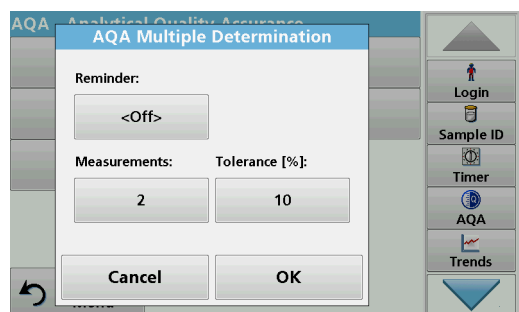 AQA - Analytical Quality Assurance
AQA Multiple Determination
Reminder:
<Off>
Measurements:
Tolerance [%]:
2
10
Cancel
OK
Login
Sample ID
Timer
AQA
Trends